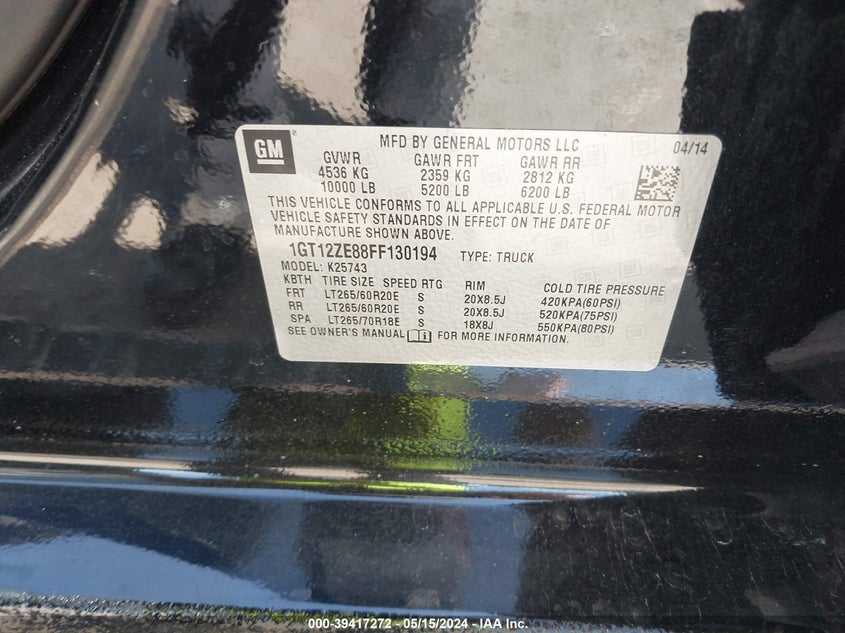 GM
MFD BY GENERAL MOTORS LLC 04/14
GVWR GAWR FRT GAWR RR
4536 KG 2359 KG 2812 KG
10000 LB 5200 LB 6200 LB
THIS VEHICLE CONFORMS TO ALL APPLICABLE U.S. FEDERAL MOTOR
VEHICLE SAFETY STANDARDS IN EFFECT ON THE DATE OF
MANUFACTURE SHOWN ABOVE.
1GT12ZE88FF130194 TYPE: TRUCK
MODEL: K25743
KBTH TIRE SIZE SPEED RTG RIM COLD TIRE PRESSURE
FRT LT265/60R20E S 20X8.5J 420KPA(60PSI)
RR LT265/60R20E S 20X8.5J 520KPA(75PSI)
SPA LT265/70R18E S 18X8J 550KPA(80PSI)
SEE OWNER'S MANUAL FOR MORE INFORMATION.
000-39417272 - 05/15/2024 - IAA Inc.